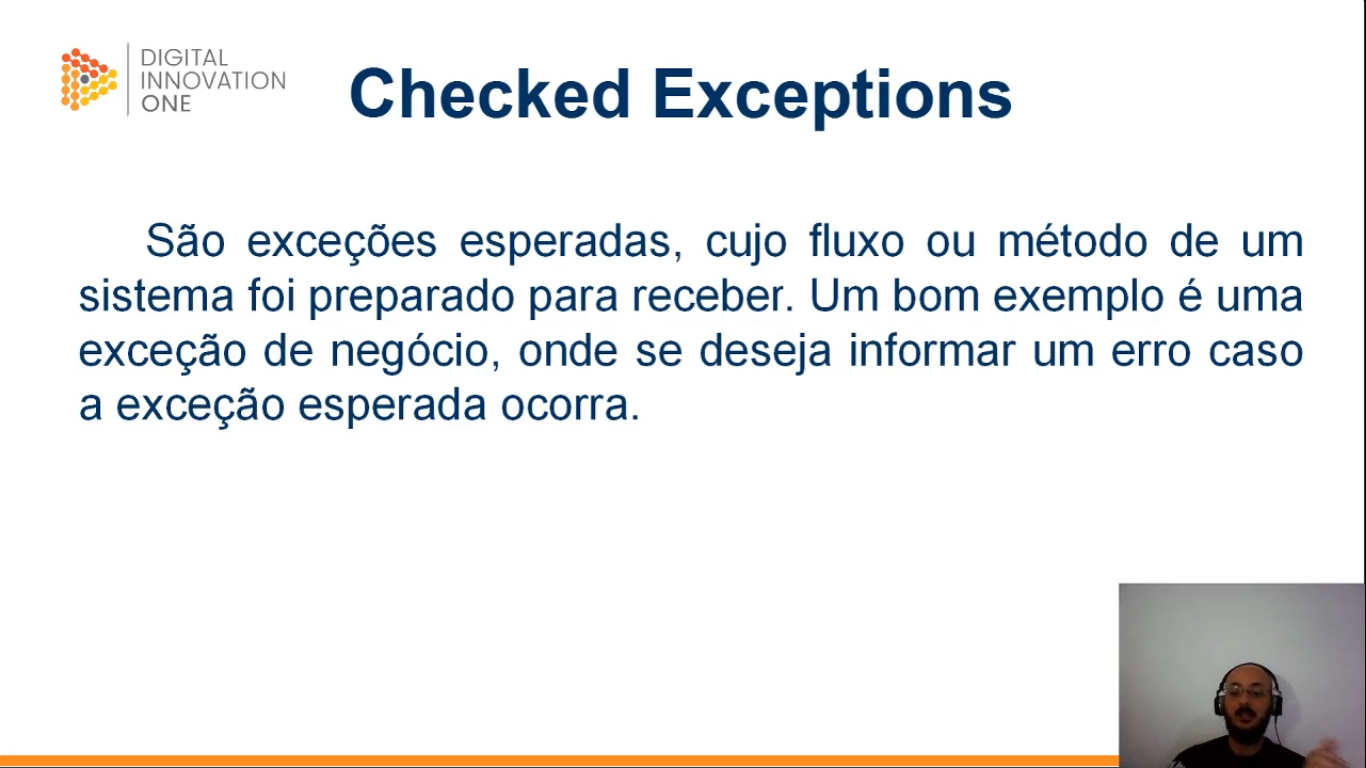 DIGITAL
INNOVATION
ONE
Checked Exceptions
São exceções esperadas, cujo fluxo ou método de um
sistema foi preparado para receber. Um bom exemplo é uma
exceção de negócio, onde se deseja informar um erro caso
a exceção esperada ocorra.